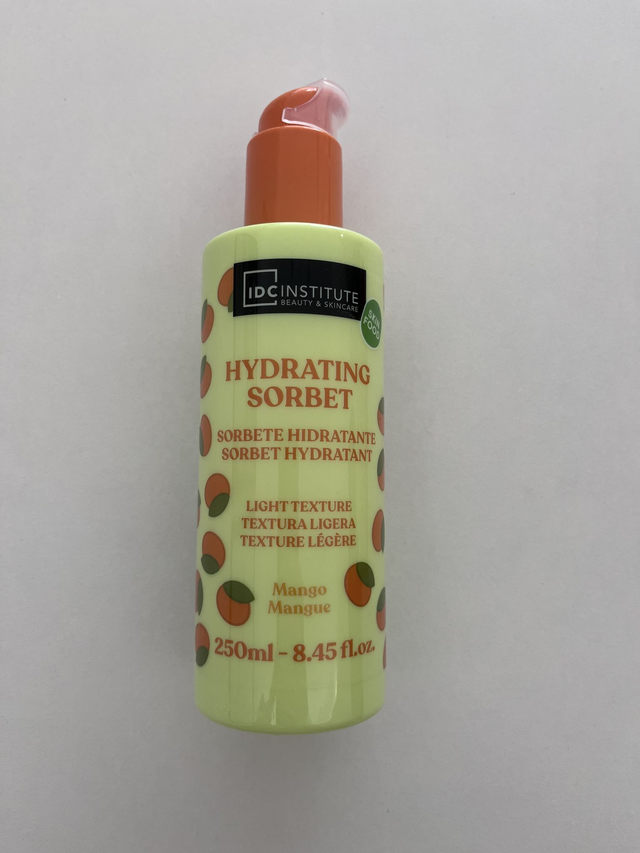 IDC INSTITUTE
BEAUTY & SKINCARE
SKIN
FOOD
HYDRATING
SORBET
SORBETE HIDRATANTE
SORBET HYDRATANT
LIGHT TEXTURE
TEXTURA LIGERA
TEXTURE LÉGÈRE
Mango
Mangue
250ml - 8.45 fl.oz.